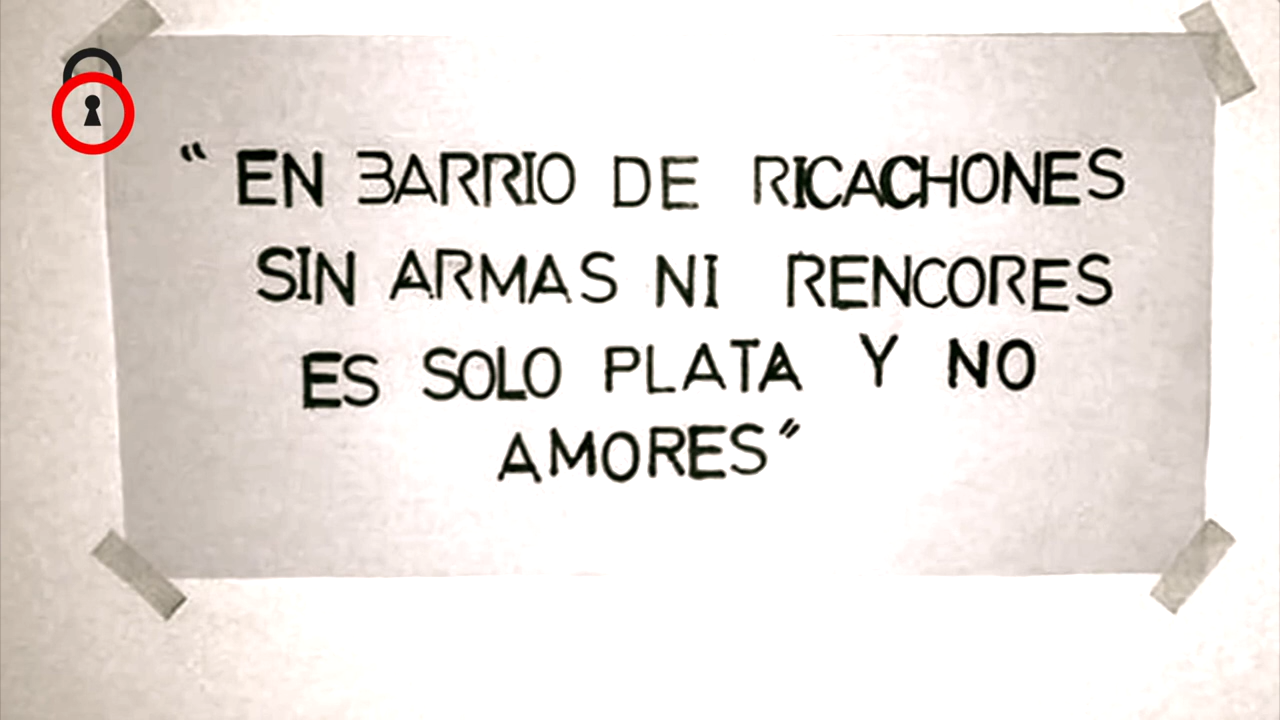 “ EN BARRIO DE RICACHONES
SIN ARMAS NI RENCORES
ES SOLO PLATA Y NO
AMORES”